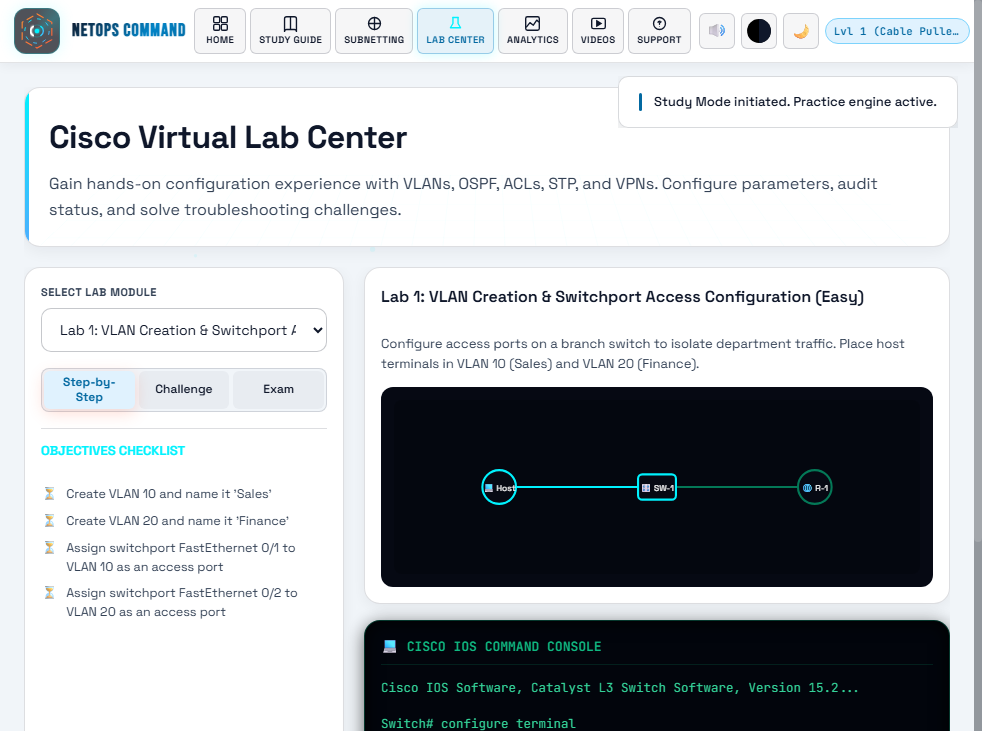 NETOPS COMMAND
HOME
STUDY GUIDE
SUBNETTING
LAB CENTER
ANALYTICS
VIDEOS
SUPPORT
Lvl 1 (Cable Pulle…
Study Mode initiated. Practice engine active.
Cisco Virtual Lab Center
Gain hands-on configuration experience with VLANs, OSPF, ACLs, STP, and VPNs. Configure parameters, audit
status, and solve troubleshooting challenges.
SELECT LAB MODULE
Lab 1: VLAN Creation & Switchport A
Step-by-
Step
Challenge
Exam
OBJECTIVES CHECKLIST
Create VLAN 10 and name it 'Sales'
Create VLAN 20 and name it 'Finance'
Assign switchport FastEthernet 0/1 to
VLAN 10 as an access port
Assign switchport FastEthernet 0/2 to
VLAN 20 as an access port
Lab 1: VLAN Creation & Switchport Access Configuration (Easy)
Configure access ports on a branch switch to isolate department traffic. Place host
terminals in VLAN 10 (Sales) and VLAN 20 (Finance).
Host
SW-1
R-1
CISCO IOS COMMAND CONSOLE
Cisco IOS Software, Catalyst L3 Switch Software, Version 15.2...
Switch# configure terminal